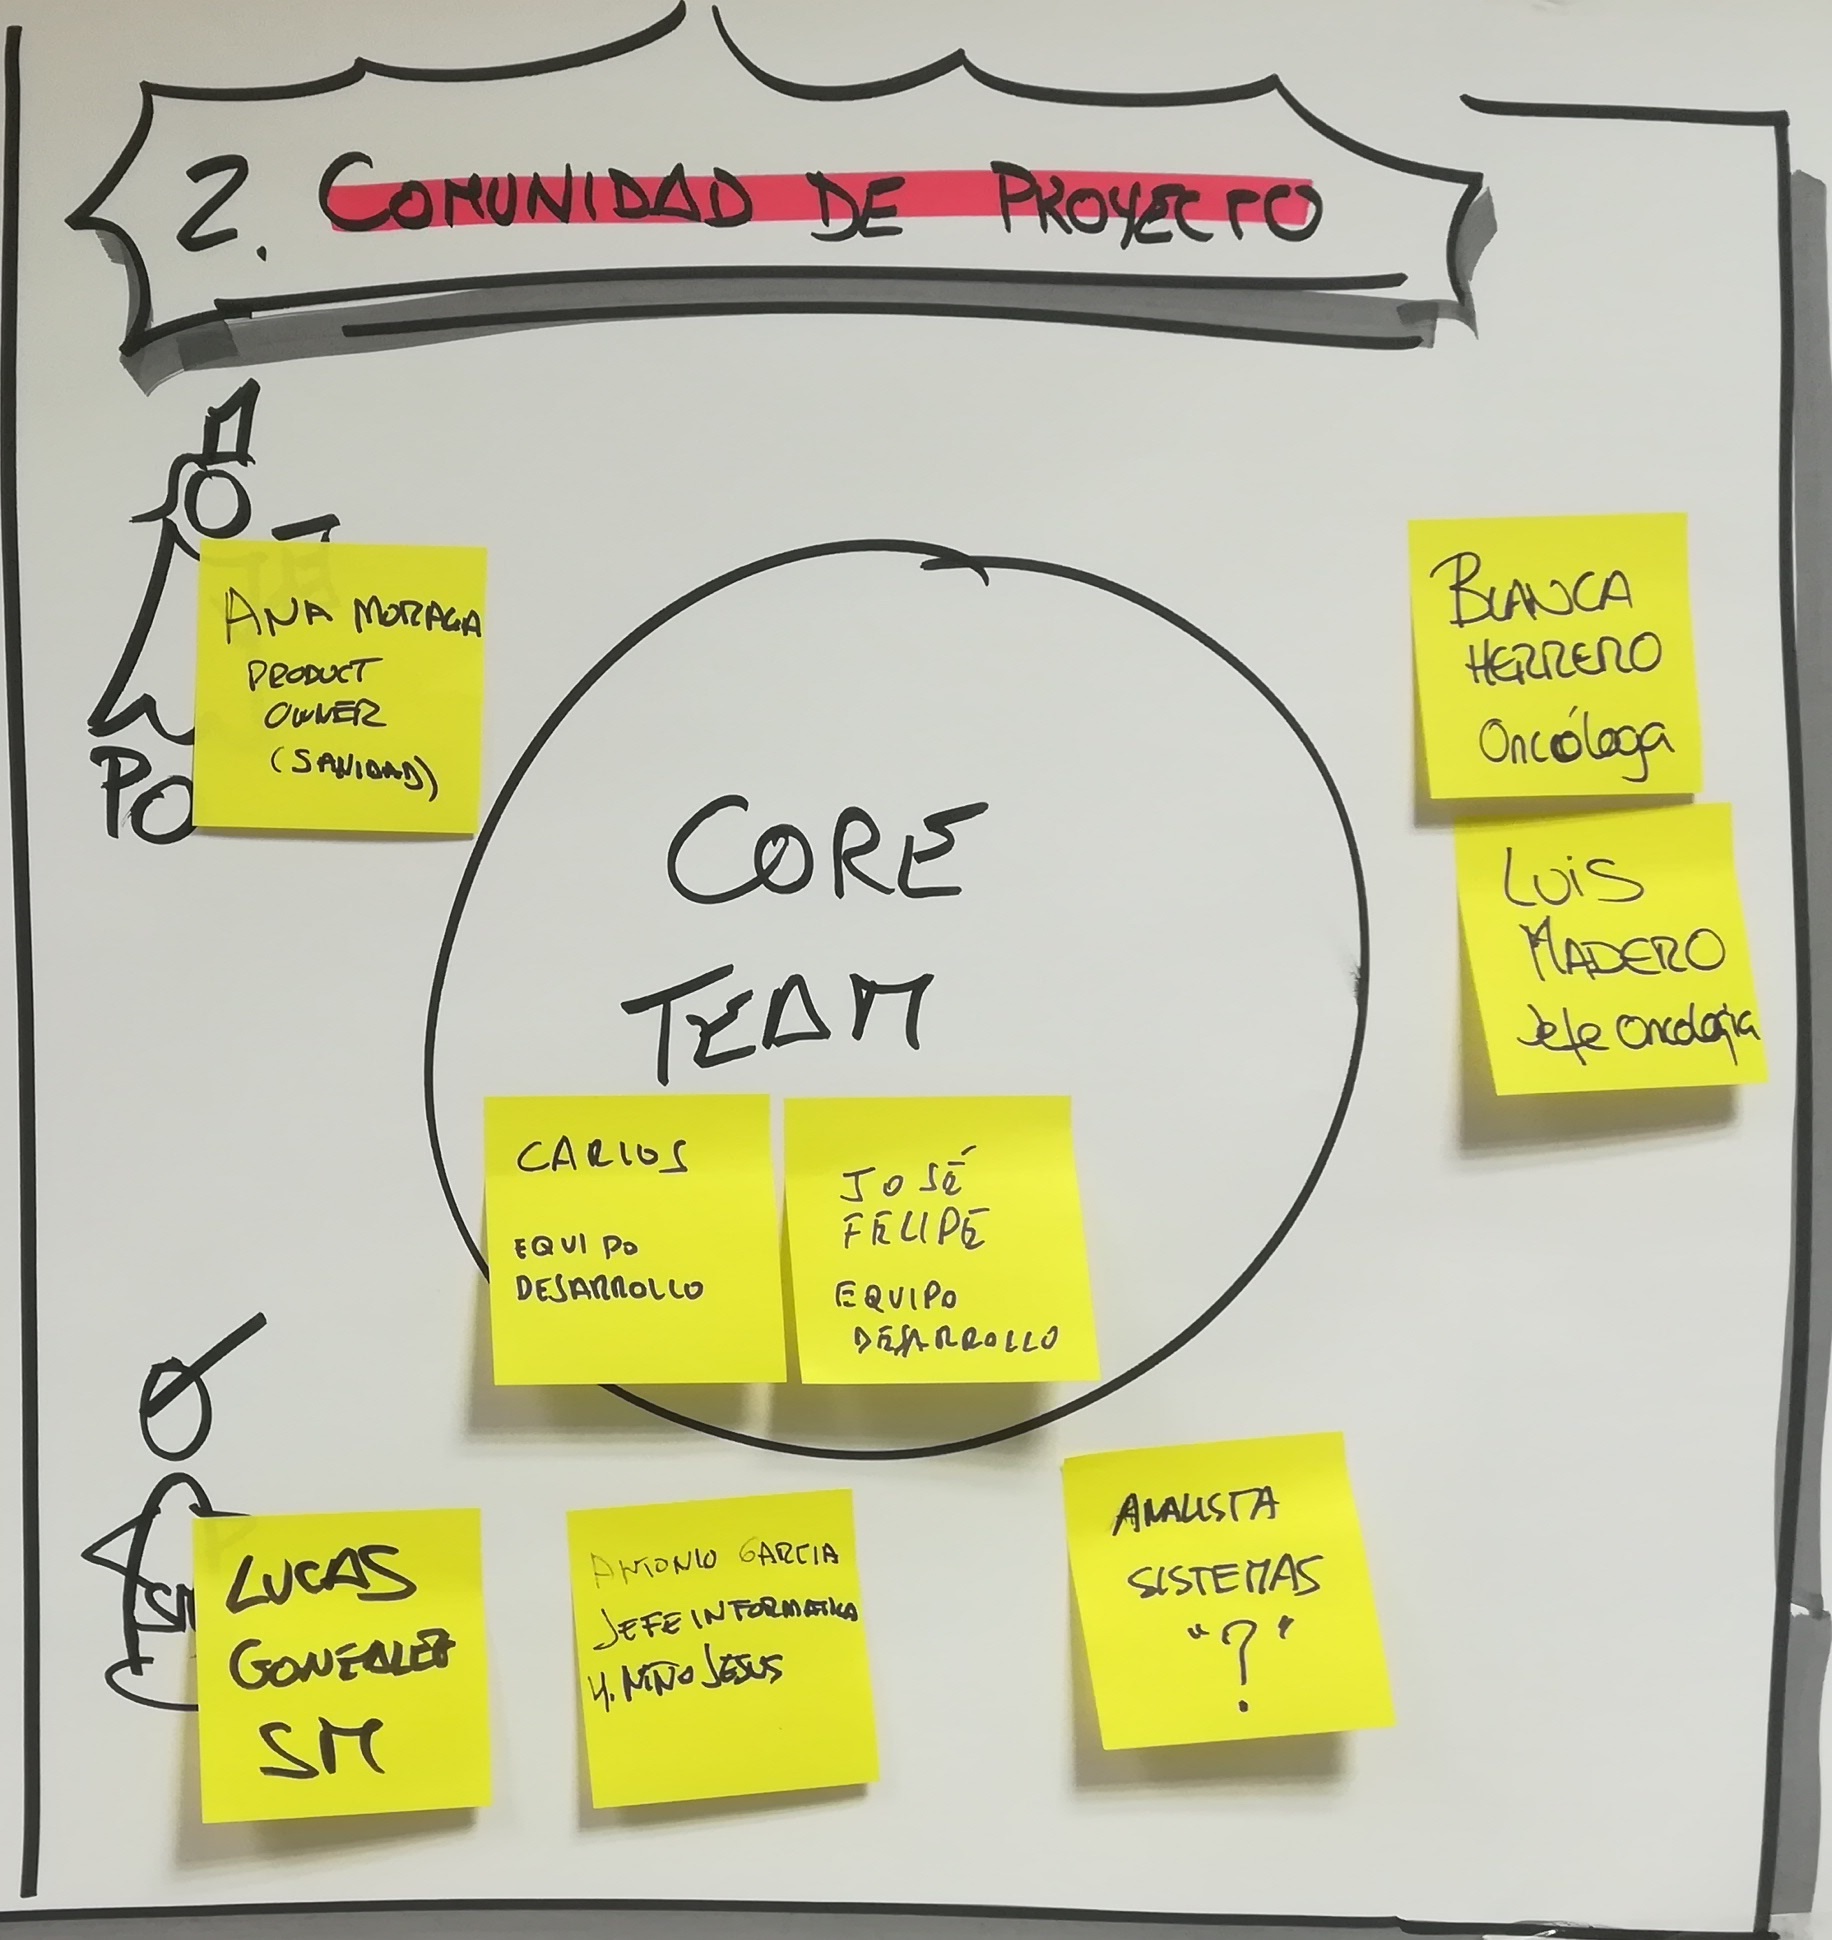 2. COMUNIDAD DE PROYECTO
PO
ANA MORAGA
PRODUCT
OWNER
(SANIDAD)
BLANCA
HERRERO
Oncóloga
LUIS
MADERO
Jefe Oncología
CORE
TEAM
CARLOS
EQUIPO
DESARROLLO
JOSÉ
FELIPE
EQUIPO
DESARROLLO
SM
LUCAS
GONZALEZ
SM
ANTONIO GARCIA
JEFE INFORMATICA
H. NIÑO JESUS
ANALISTA
SISTEMAS
"?"